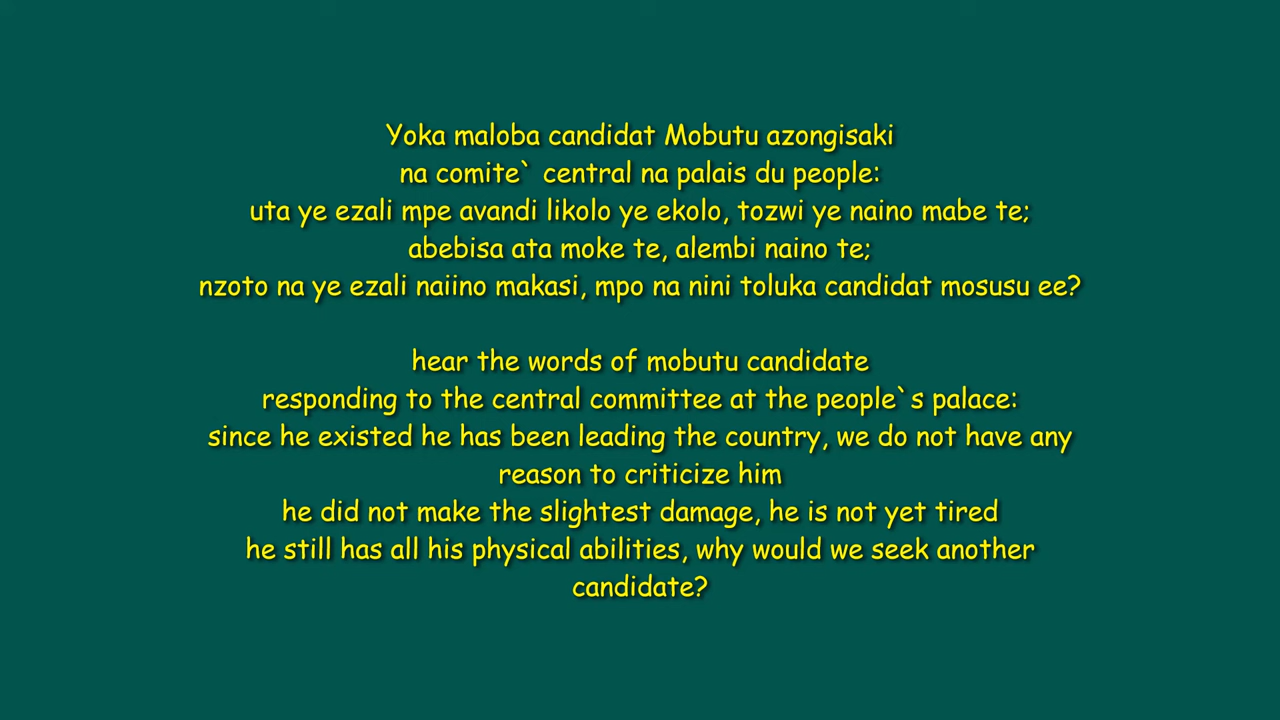 Yoka maloba candidat Mobutu azongisaki
na comite` central na palais du people:
uta ye ezali mpe avandi likolo ye ekolo, tozwi ye naino mabe te;
abebisa ata moke te, alembi naino te;
nzoto na ye ezali naiino makasi, mpo na nini toluka candidat mosusu ee?
hear the words of mobutu candidate
responding to the central committee at the people`s palace:
since he existed he has been leading the country, we do not have any
reason to criticize him
he did not make the slightest damage, he is not yet tired
he still has all his physical abilities, why would we seek another
candidate?